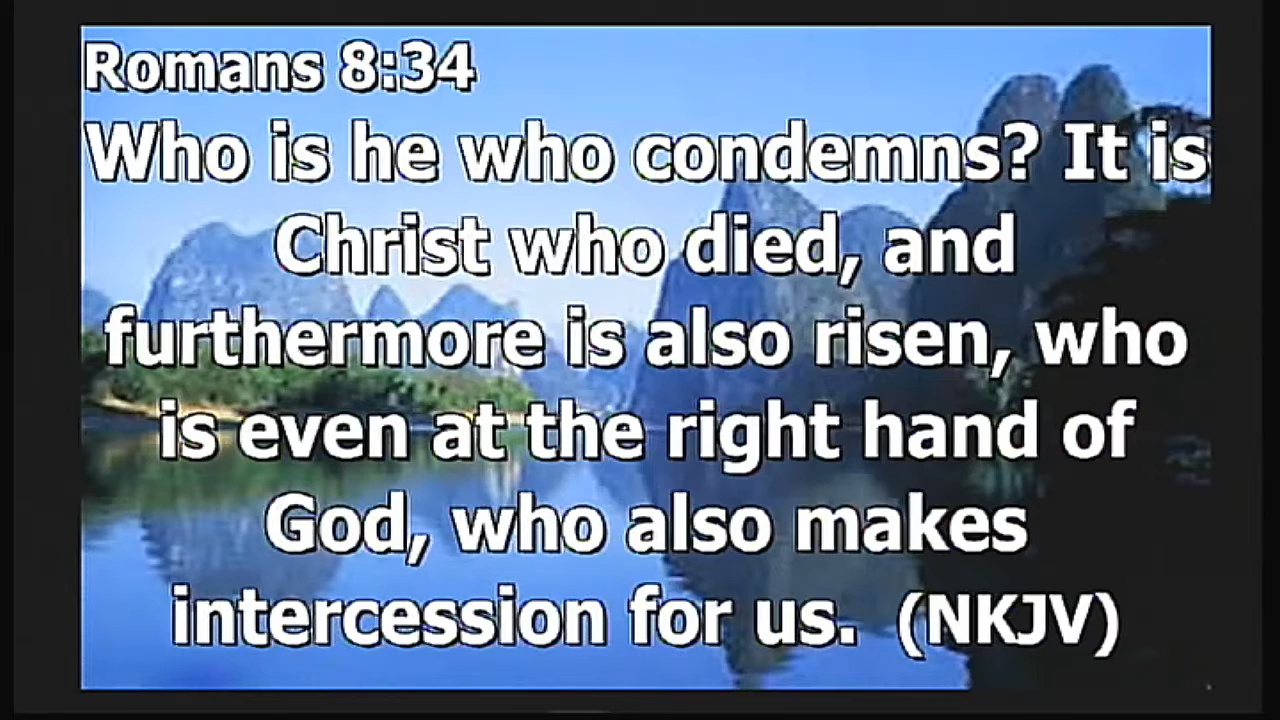 Romans 8:34
Who is he who condemns? It is
Christ who died, and
furthermore is also risen, who
is even at the right hand of
God, who also makes
intercession for us. (NKJV)